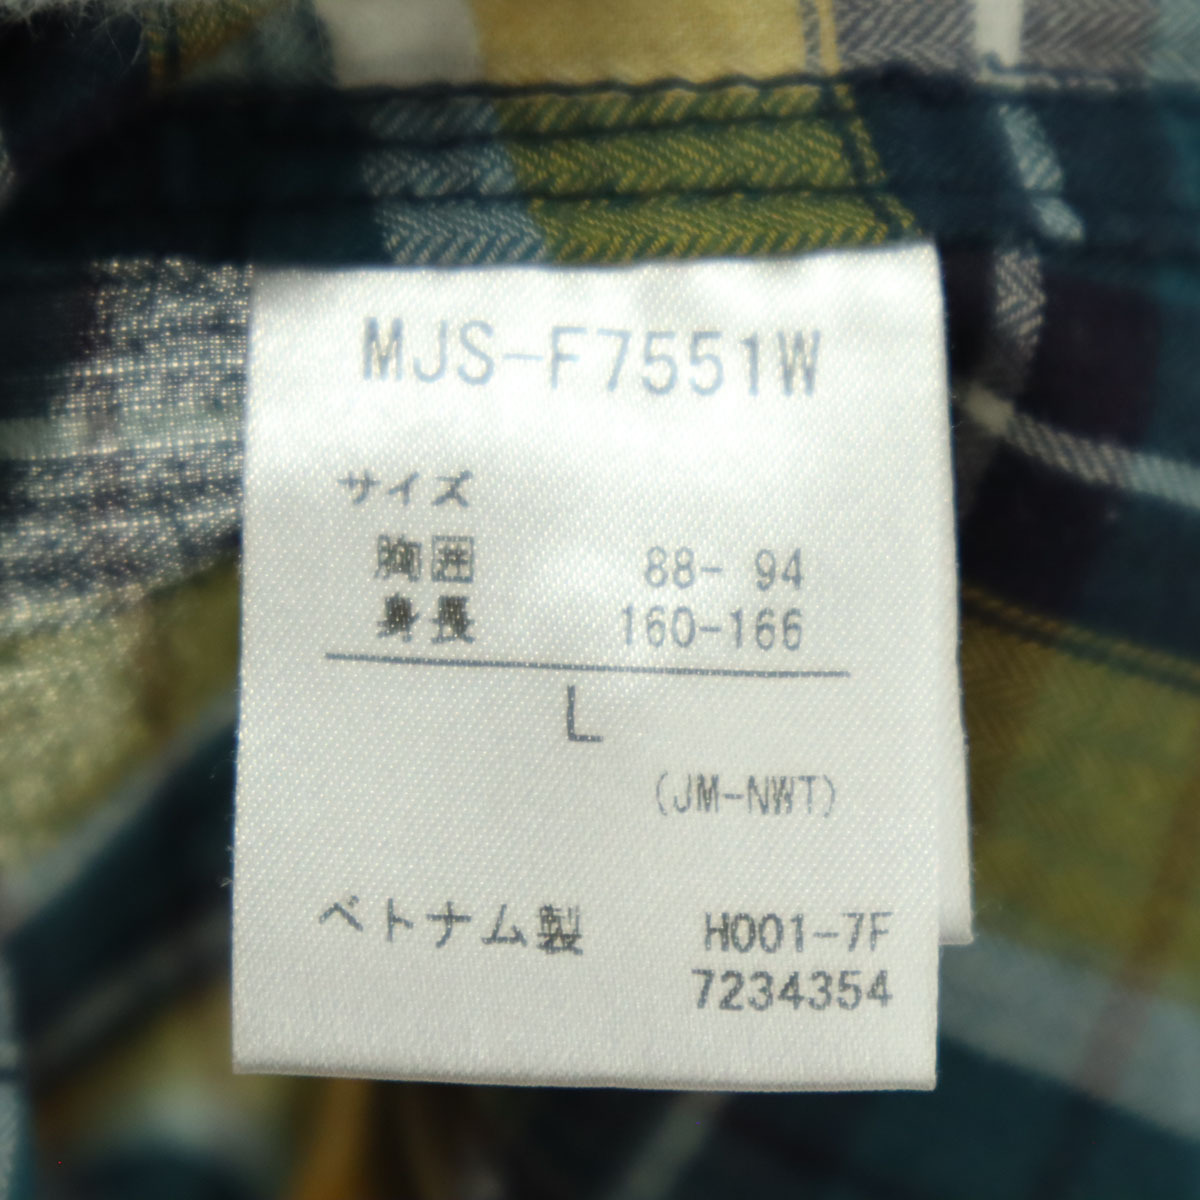 MJS-F7551W
サイズ
胸囲 88- 94
身長 160-166
L
(JM-NWT)
ベトナム製 H001-7F
7234354